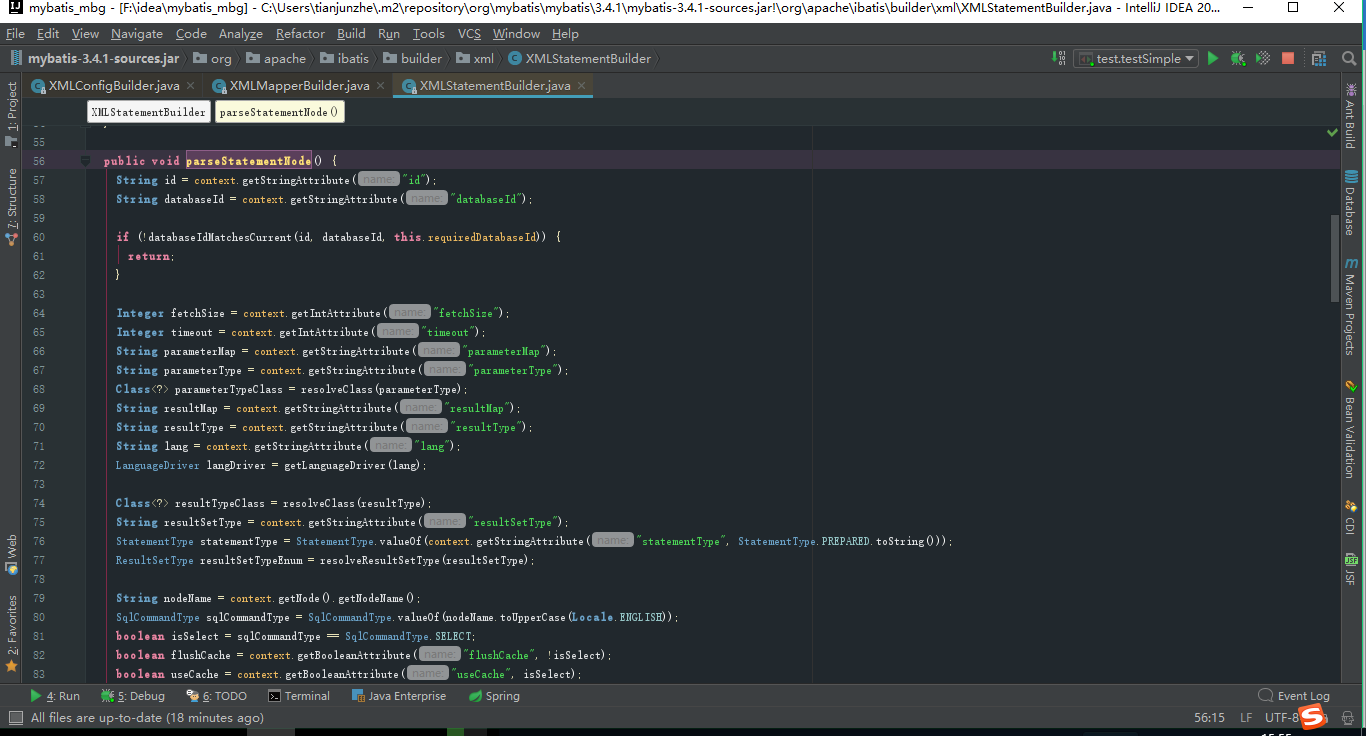 mybatis_mbg - [F:\idea\mybatis_mbg] - C:\Users\tianjunzhe\.m2\repository\org\mybatis\mybatis\3.4.1\mybatis-3.4.1-sources.jar!\org\apache\ibatis\builder\xml\XMLStatementBuilder.java - IntelliJ IDEA 20...
File Edit View Navigate Code Analyze Refactor Build Run Tools VCS Window Help
mybatis-3.4.1-sources.jar org apache ibatis builder xml XMLStatementBuilder test.testSimple
XMLConfigBuilder.java XMLMapperBuilder.java XMLStatementBuilder.java
XMLStatementBuilder parseStatementNode()
55
56 public void parseStatementNode() {
57 String id = context.getStringAttribute( name: "id");
58 String databaseId = context.getStringAttribute( name: "databaseId");
59
60 if (!databaseIdMatchesCurrent(id, databaseId, this.requiredDatabaseId)) {
61 return;
62 }
63
64 Integer fetchSize = context.getIntAttribute( name: "fetchSize");
65 Integer timeout = context.getIntAttribute( name: "timeout");
66 String parameterMap = context.getStringAttribute( name: "parameterMap");
67 String parameterType = context.getStringAttribute( name: "parameterType");
68 Class<?> parameterTypeClass = resolveClass(parameterType);
69 String resultMap = context.getStringAttribute( name: "resultMap");
70 String resultType = context.getStringAttribute( name: "resultType");
71 String lang = context.getStringAttribute( name: "lang");
72 LanguageDriver langDriver = getLanguageDriver(lang);
73
74 Class<?> resultTypeClass = resolveClass(resultType);
75 String resultSetType = context.getStringAttribute( name: "resultSetType");
76 StatementType statementType = StatementType.valueOf(context.getStringAttribute( name: "statementType", StatementType.PREPARED.toString()));
77 ResultSetType resultSetTypeEnum = resolveResultSetType(resultSetType);
78
79 String nodeName = context.getNode().getNodeName();
80 SqlCommandType sqlCommandType = SqlCommandType.valueOf(nodeName.toUpperCase(Locale.ENGLISH));
81 boolean isSelect = sqlCommandType == SqlCommandType.SELECT;
82 boolean flushCache = context.getBooleanAttribute( name: "flushCache", !isSelect);
83 boolean useCache = context.getBooleanAttribute( name: "useCache", isSelect);
1: Project
7: Structure
Web
2: Favorites
Ant Build
Database
Maven Projects
Bean Validation
CDI
JSF
4: Run 5: Debug 6: TODO Terminal Java Enterprise Spring Event Log
All files are up-to-date (18 minutes ago) 56:15 LF UTF-8